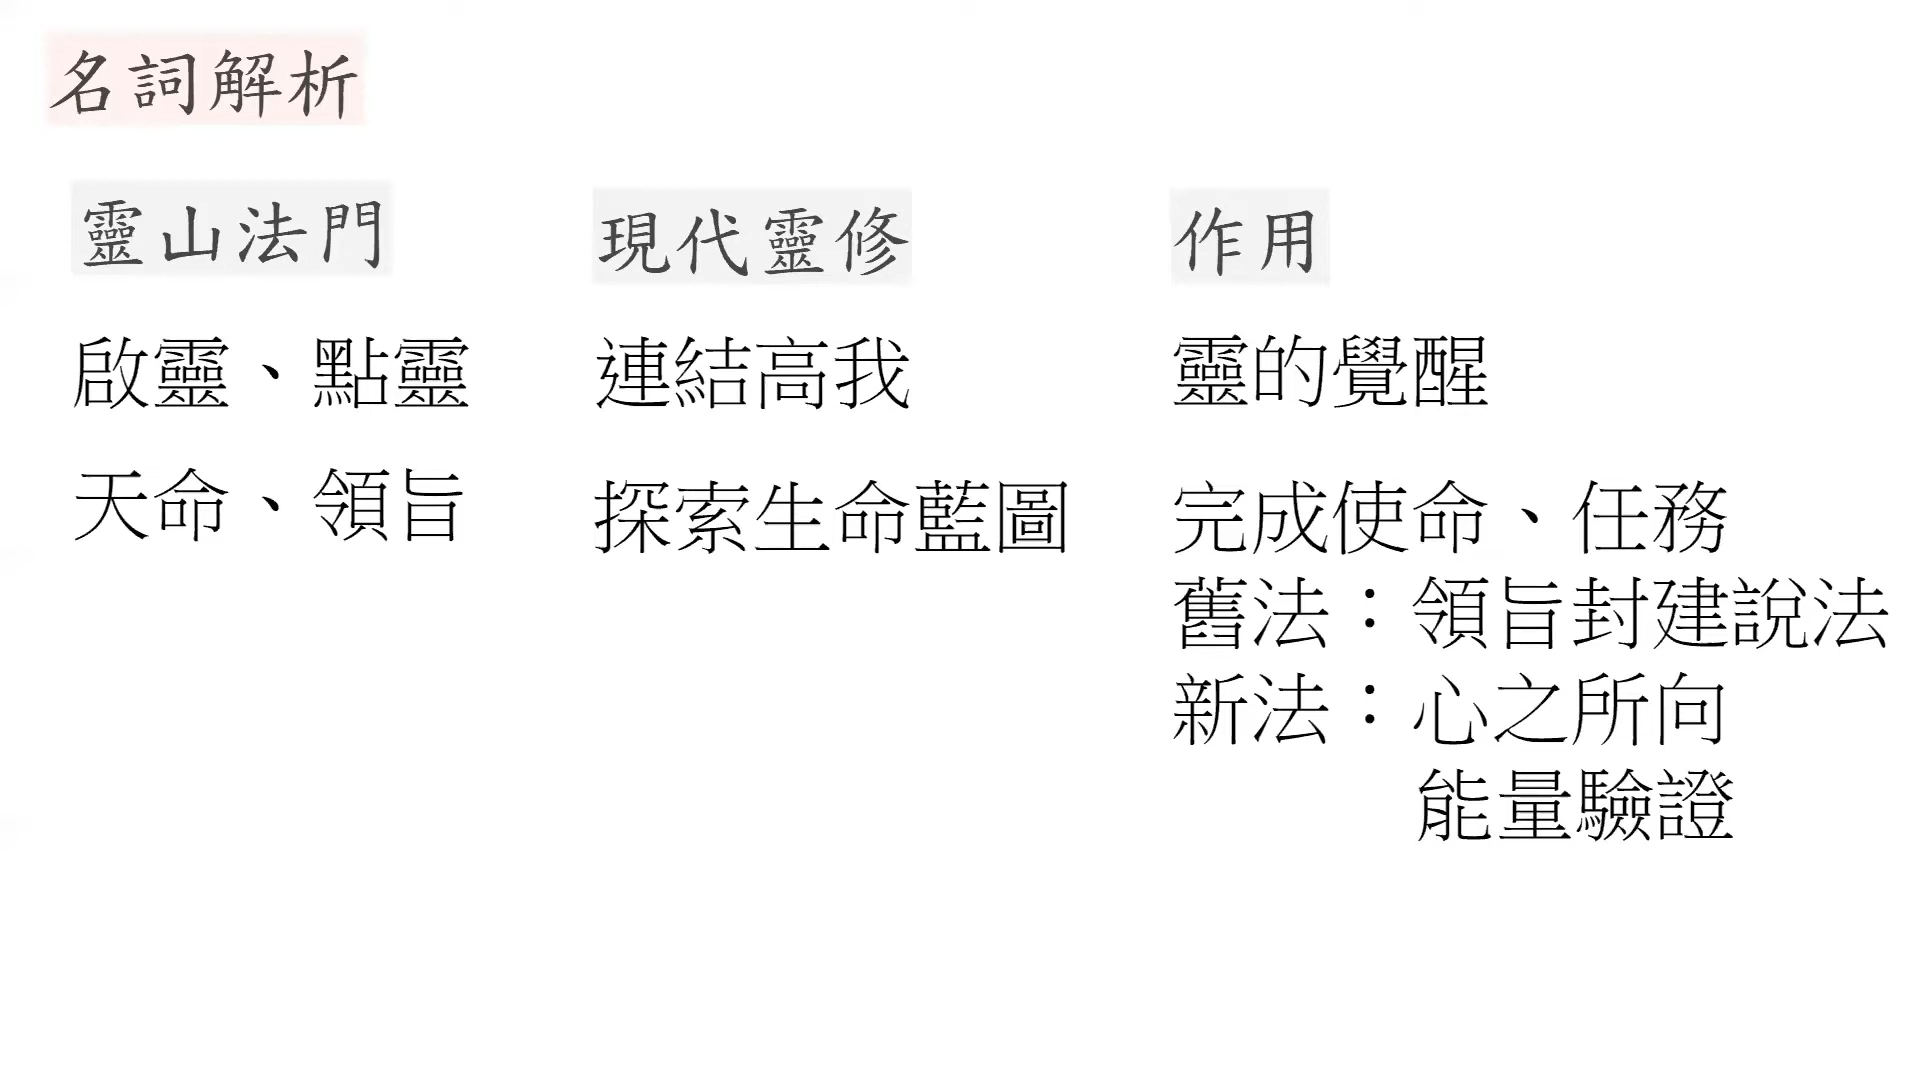 名詞解析
靈山法門
現代靈修
作用
啟靈、點靈
連結高我
靈的覺醒
天命、領旨
探索生命藍圖
完成使命、任務
舊法：領旨封建說法
新法：心之所向
能量驗證